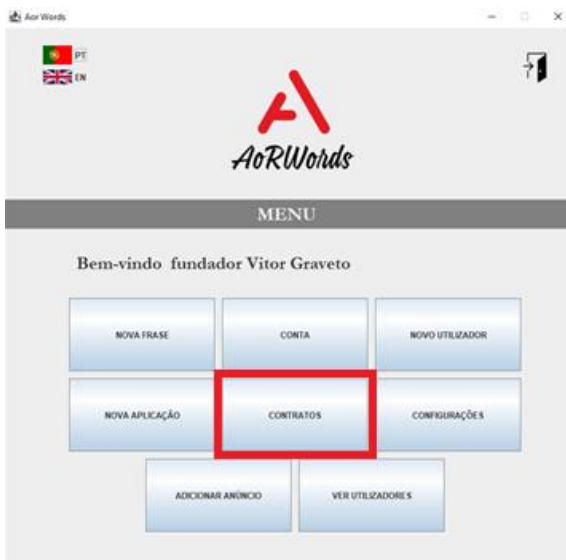 Aor Words
PT
EN
AoRWords
MENU
Bem-vindo fundador Vitor Graveto
NOVA FRASE
CONTA
NOVO UTILIZADOR
NOVA APLICAÇÃO
CONTRATOS
CONFIGURAÇÕES
ADICIONAR ANÚNCIO
VER UTILIZADORES